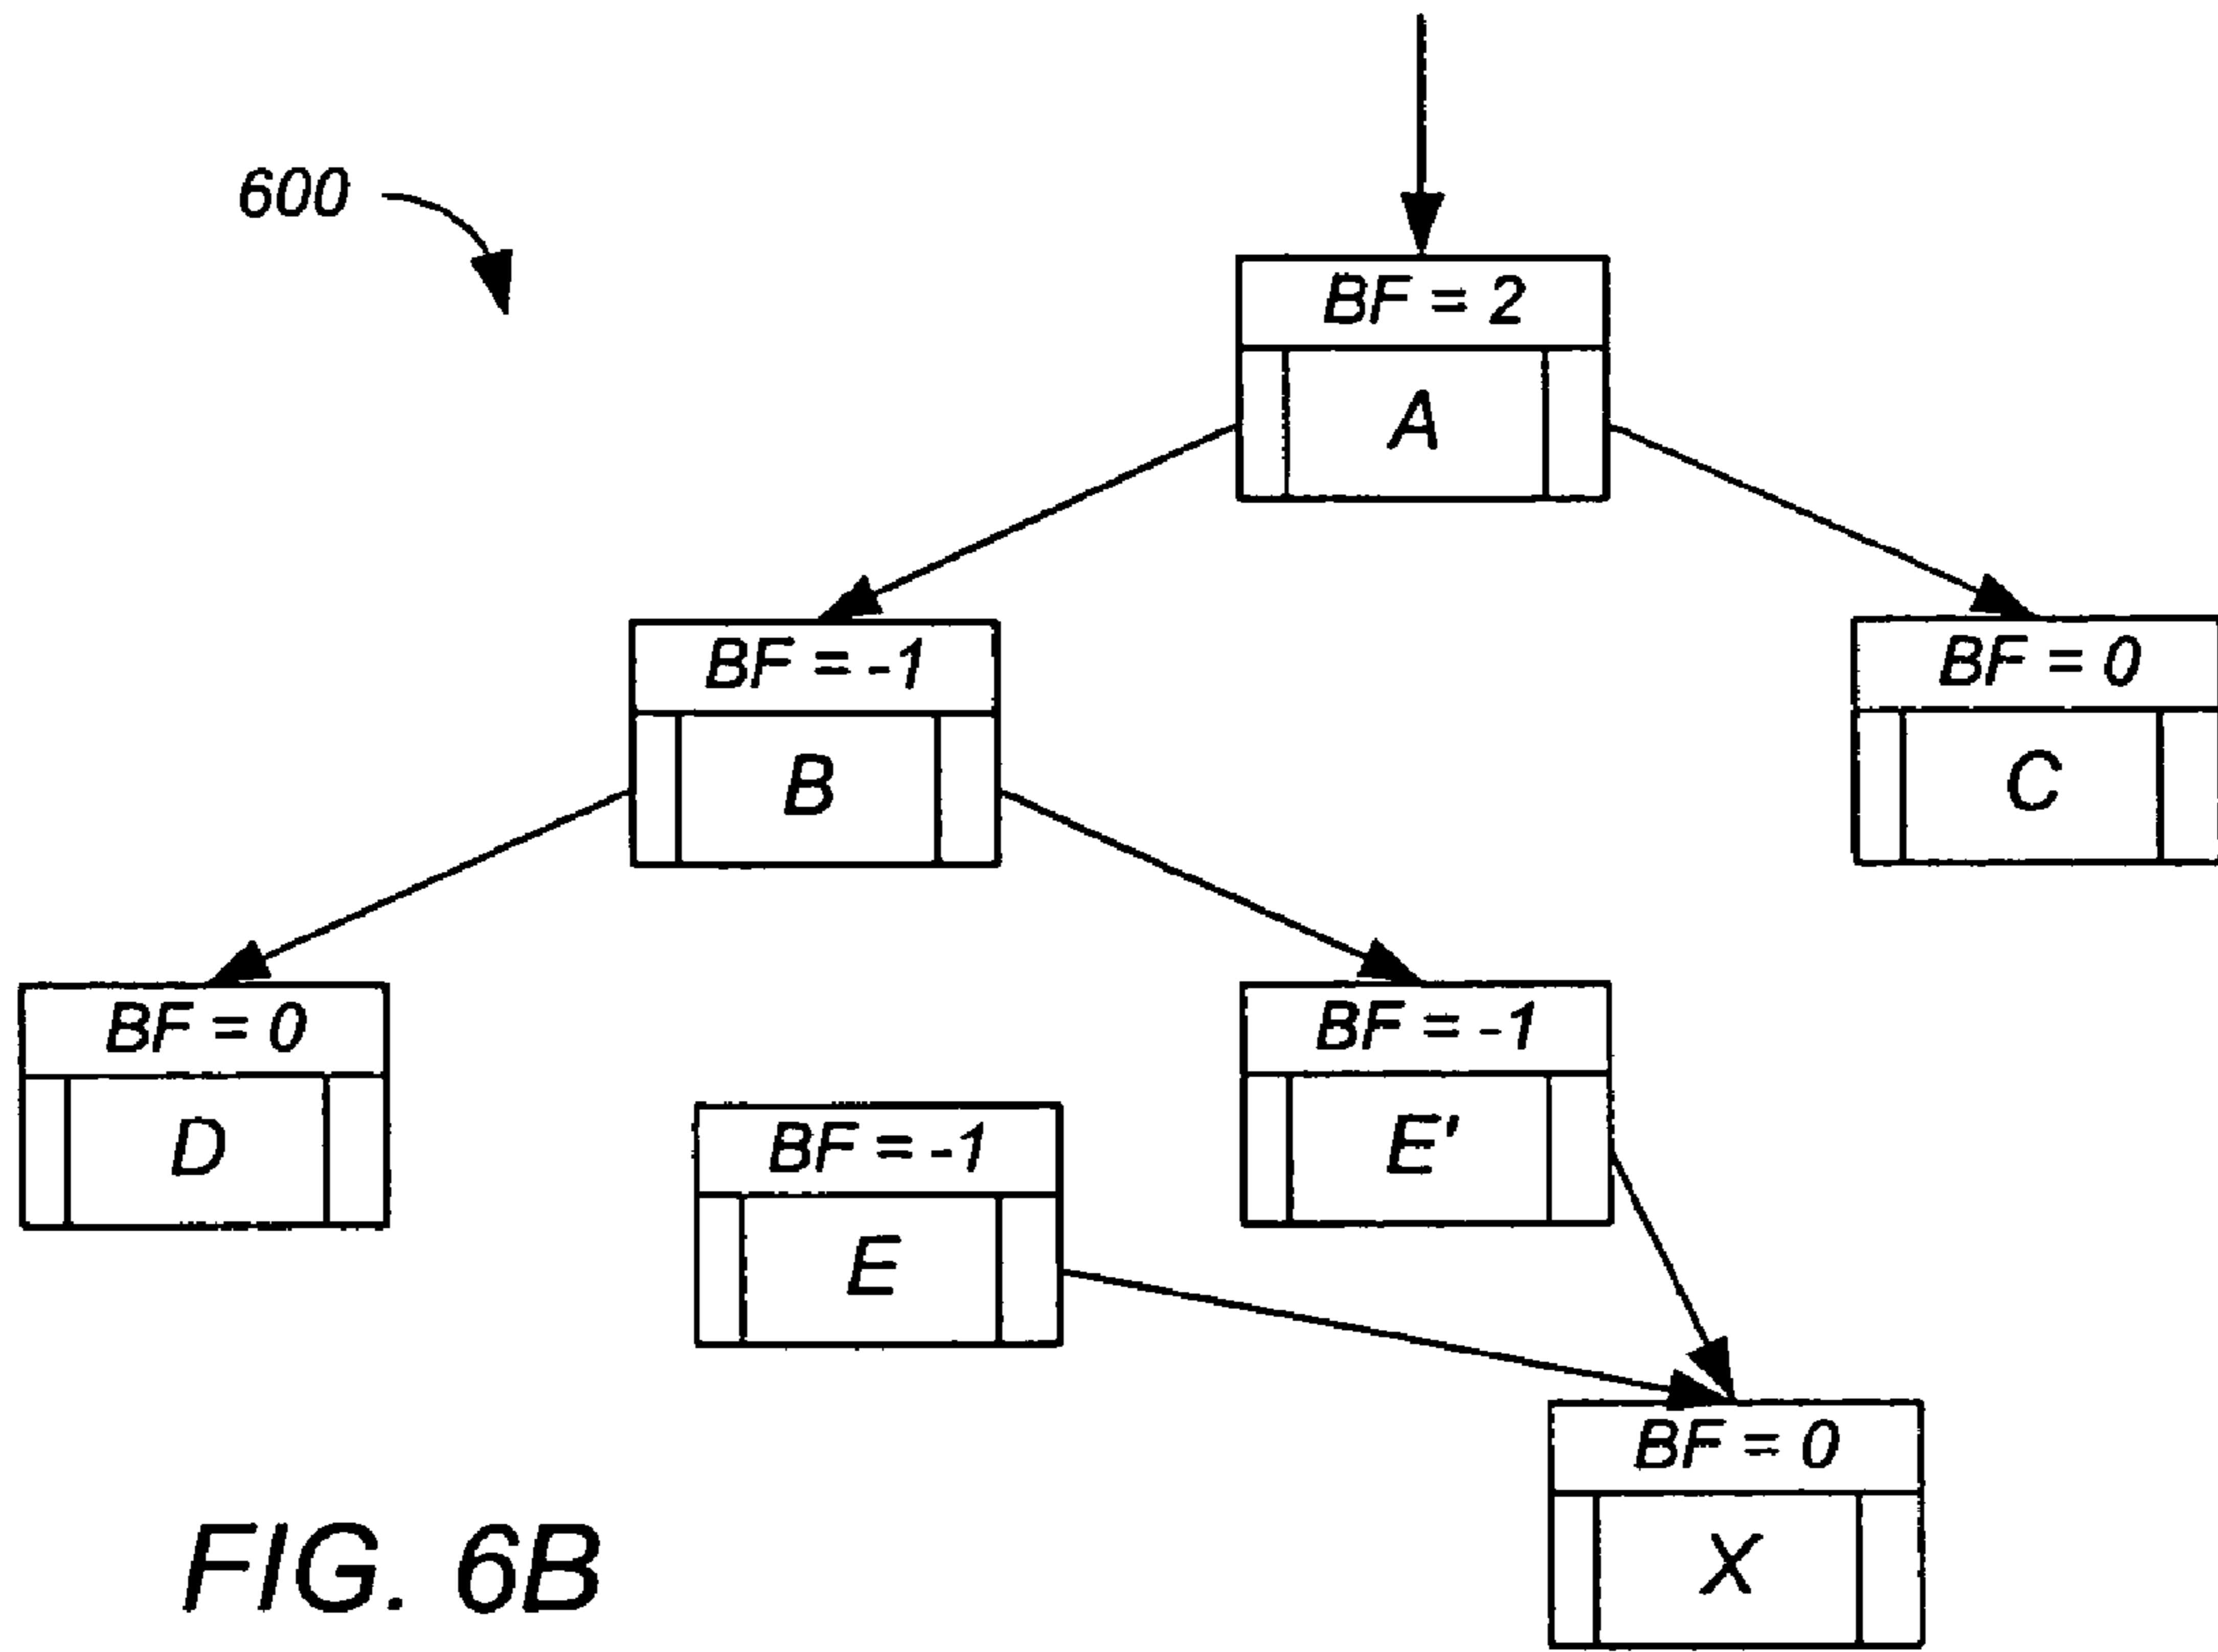 600
BF = 2
A
BF = -1
B
BF = 0
C
BF = 0
D
BF = -1
E'
BF = -1
E
BF = 0
X
FIG. 6B